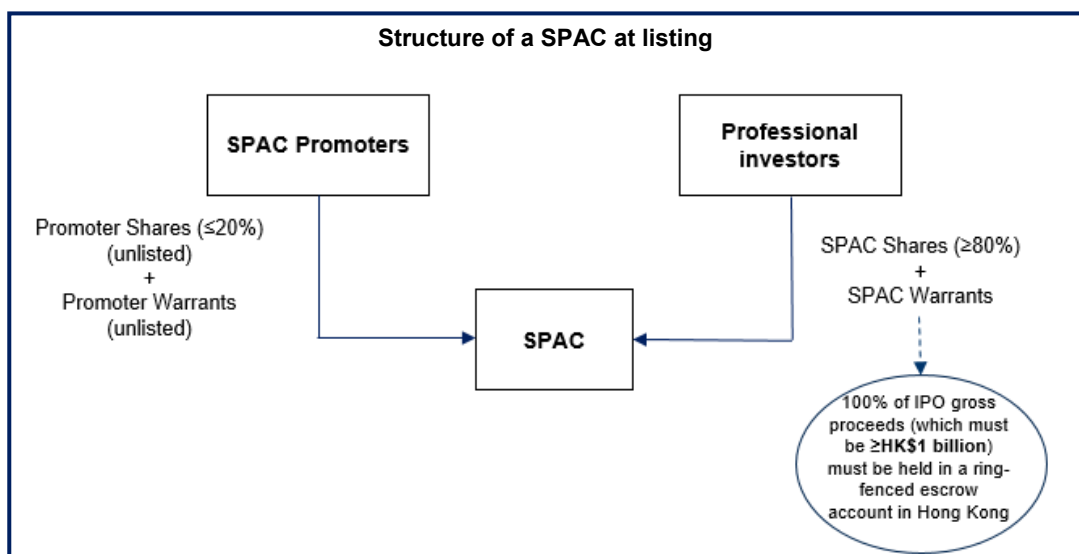 Structure of a SPAC at listing
SPAC Promoters
Professional
investors
Promoter Shares (≤20%)
(unlisted)
+
Promoter Warrants
(unlisted)
SPAC Shares (≥80%)
+
SPAC Warrants
SPAC
100% of IPO gross
proceeds (which must
be ≥HK$1 billion)
must be held in a ring-
fenced escrow
account in Hong Kong